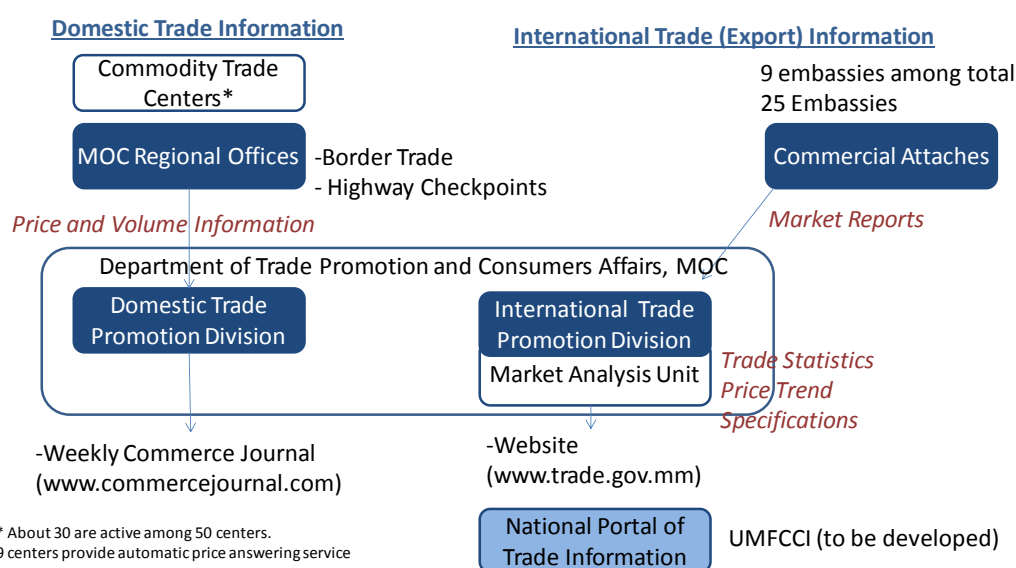 Domestic Trade Information
International Trade (Export) Information
Commodity Trade
Centers*
9 embassies among total
25 Embassies
MOC Regional Offices
-Border Trade
- Highway Checkpoints
Commercial Attaches
Price and Volume Information
Market Reports
Department of Trade Promotion and Consumers Affairs, MOC
Domestic Trade
Promotion Division
International Trade
Promotion Division
Market Analysis Unit
Trade Statistics
Price Trend
Specifications
-Weekly Commerce Journal
(www.commercejournal.com)
-Website
(www.trade.gov.mm)
* About 30 are active among 50 centers.
9 centers provide automatic price answering service
National Portal of
Trade Information
UMFCCI (to be developed)